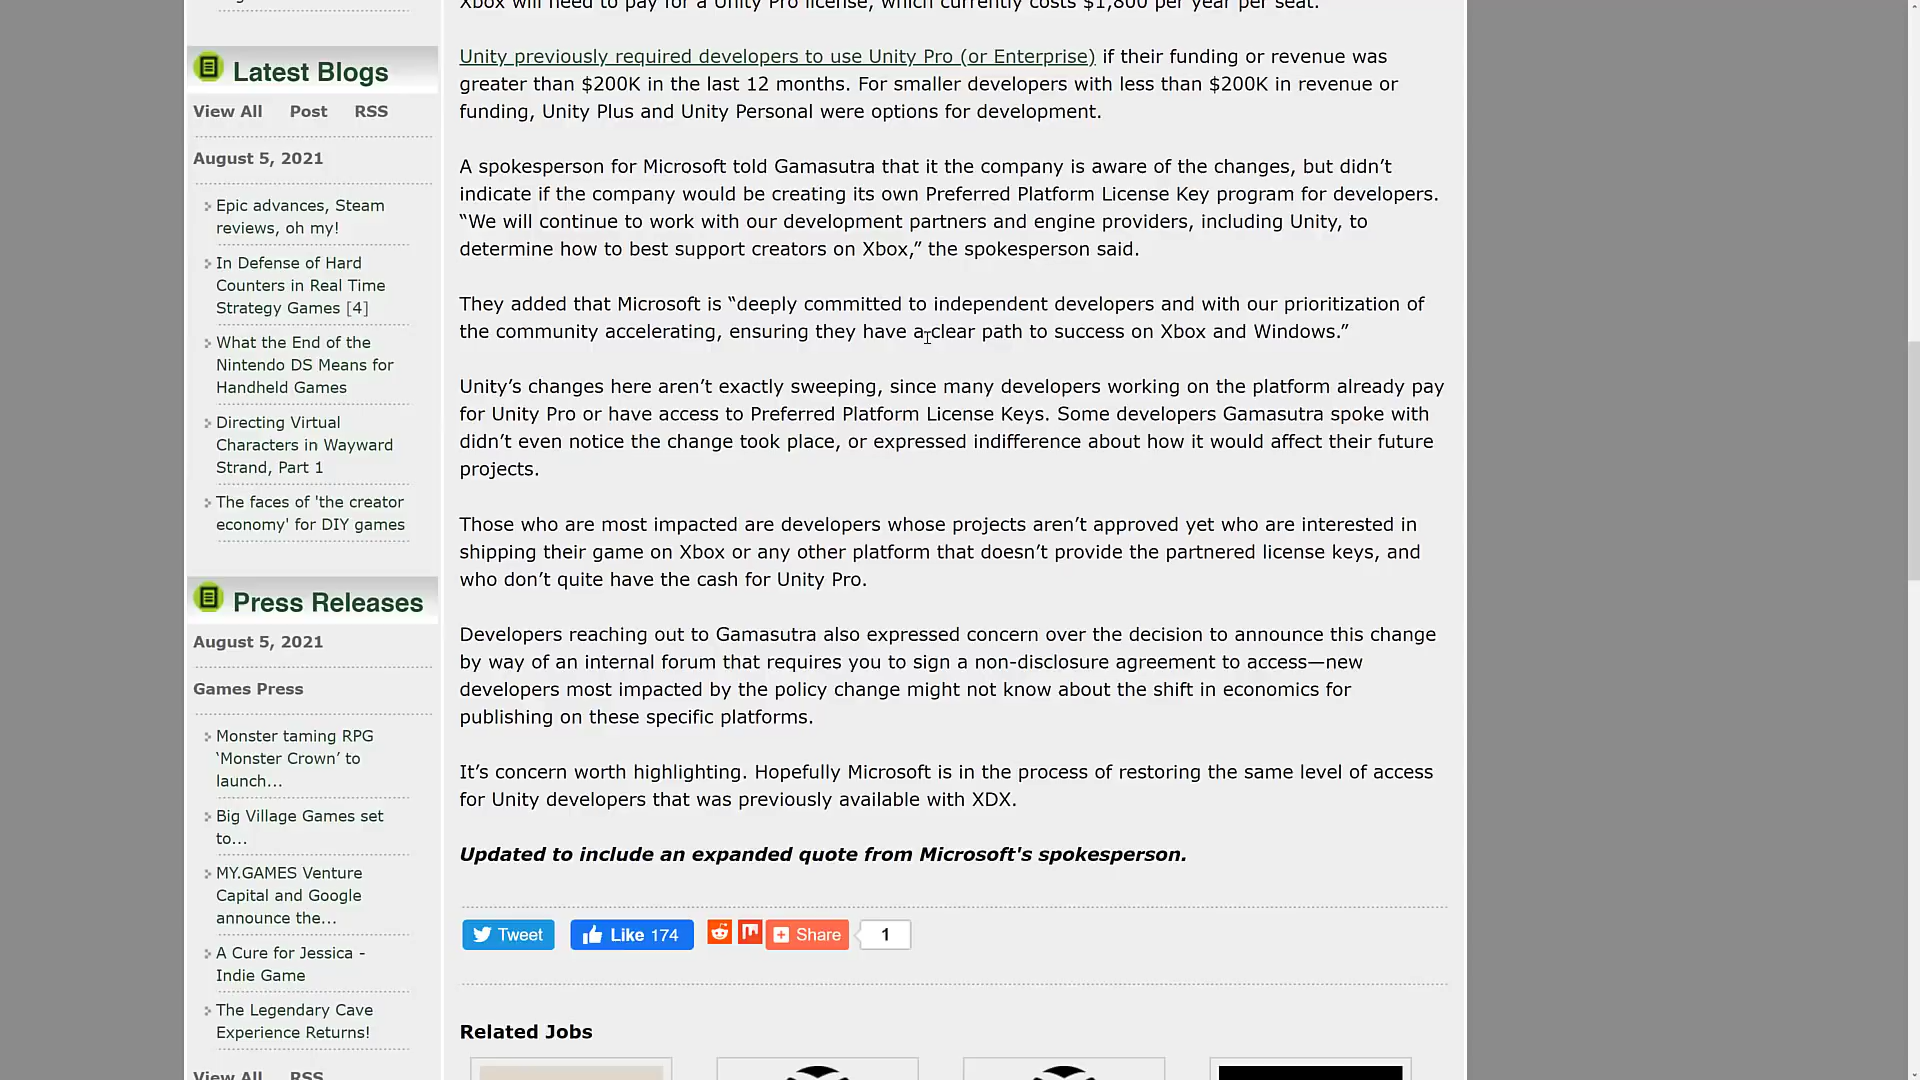 Xbox will need to pay for a Unity Pro license, which currently costs $1,800 per year per seat.
Unity previously required developers to use Unity Pro (or Enterprise) if their funding or revenue was
greater than $200K in the last 12 months. For smaller developers with less than $200K in revenue or
funding, Unity Plus and Unity Personal were options for development.
A spokesperson for Microsoft told Gamasutra that it the company is aware of the changes, but didn’t
indicate if the company would be creating its own Preferred Platform License Key program for developers.
“We will continue to work with our development partners and engine providers, including Unity, to
determine how to best support creators on Xbox,” the spokesperson said.
They added that Microsoft is “deeply committed to independent developers and with our prioritization of
the community accelerating, ensuring they have a clear path to success on Xbox and Windows.”
Unity’s changes here aren’t exactly sweeping, since many developers working on the platform already pay
for Unity Pro or have access to Preferred Platform License Keys. Some developers Gamasutra spoke with
didn’t even notice the change took place, or expressed indifference about how it would affect their future
projects.
Those who are most impacted are developers whose projects aren’t approved yet who are interested in
shipping their game on Xbox or any other platform that doesn’t provide the partnered license keys, and
who don’t quite have the cash for Unity Pro.
Developers reaching out to Gamasutra also expressed concern over the decision to announce this change
by way of an internal forum that requires you to sign a non-disclosure agreement to access—new
developers most impacted by the policy change might not know about the shift in economics for
publishing on these specific platforms.
It’s concern worth highlighting. Hopefully Microsoft is in the process of restoring the same level of access
for Unity developers that was previously available with XDX.
Updated to include an expanded quote from Microsoft's spokesperson.
Tweet
Like 174
Share
1
Related Jobs
Latest Blogs
View All Post RSS
August 5, 2021
Epic advances, Steam
reviews, oh my!
In Defense of Hard
Counters in Real Time
Strategy Games [4]
What the End of the
Nintendo DS Means for
Handheld Games
Directing Virtual
Characters in Wayward
Strand, Part 1
The faces of 'the creator
economy' for DIY games
Press Releases
August 5, 2021
Games Press
Monster taming RPG
‘Monster Crown’ to
launch...
Big Village Games set
to...
MY.GAMES Venture
Capital and Google
announce the...
A Cure for Jessica -
Indie Game
The Legendary Cave
Experience Returns!
View All RSS